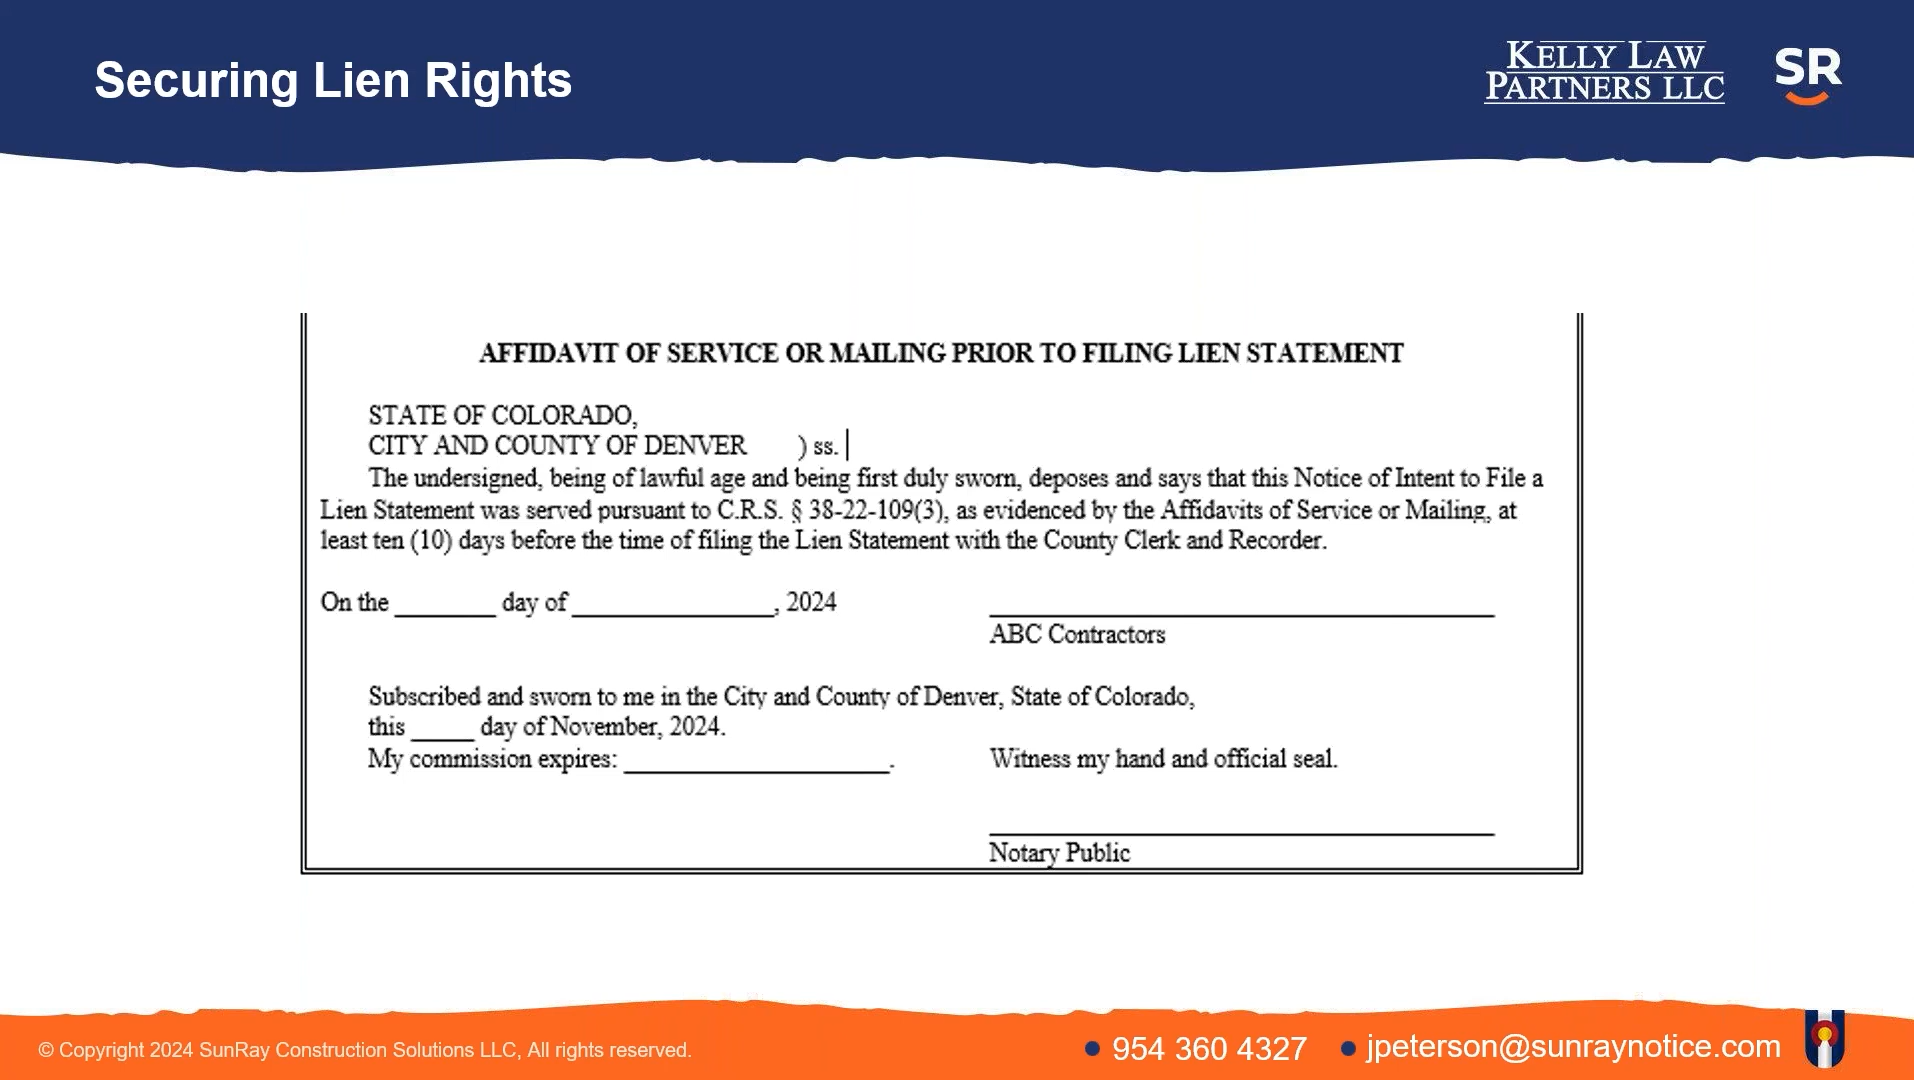 Securing Lien Rights
KELLY LAW
PARTNERS LLC
SR
AFFIDAVIT OF SERVICE OR MAILING PRIOR TO FILING LIEN STATEMENT
STATE OF COLORADO,
CITY AND COUNTY OF DENVER ) ss.
The undersigned, being of lawful age and being first duly sworn, deposes and says that this Notice of Intent to File a
Lien Statement was served pursuant to C.R.S. § 38-22-109(3), as evidenced by the Affidavits of Service or Mailing, at
least ten (10) days before the time of filing the Lien Statement with the County Clerk and Recorder.
On the ________ day of ________________, 2024
ABC Contractors
Subscribed and sworn to me in the City and County of Denver, State of Colorado,
this _____ day of November, 2024.
My commission expires: _____________________. Witness my hand and official seal.
Notary Public
© Copyright 2024 SunRay Construction Solutions LLC, All rights reserved.
954 360 4327
jpeterson@sunraynotice.com